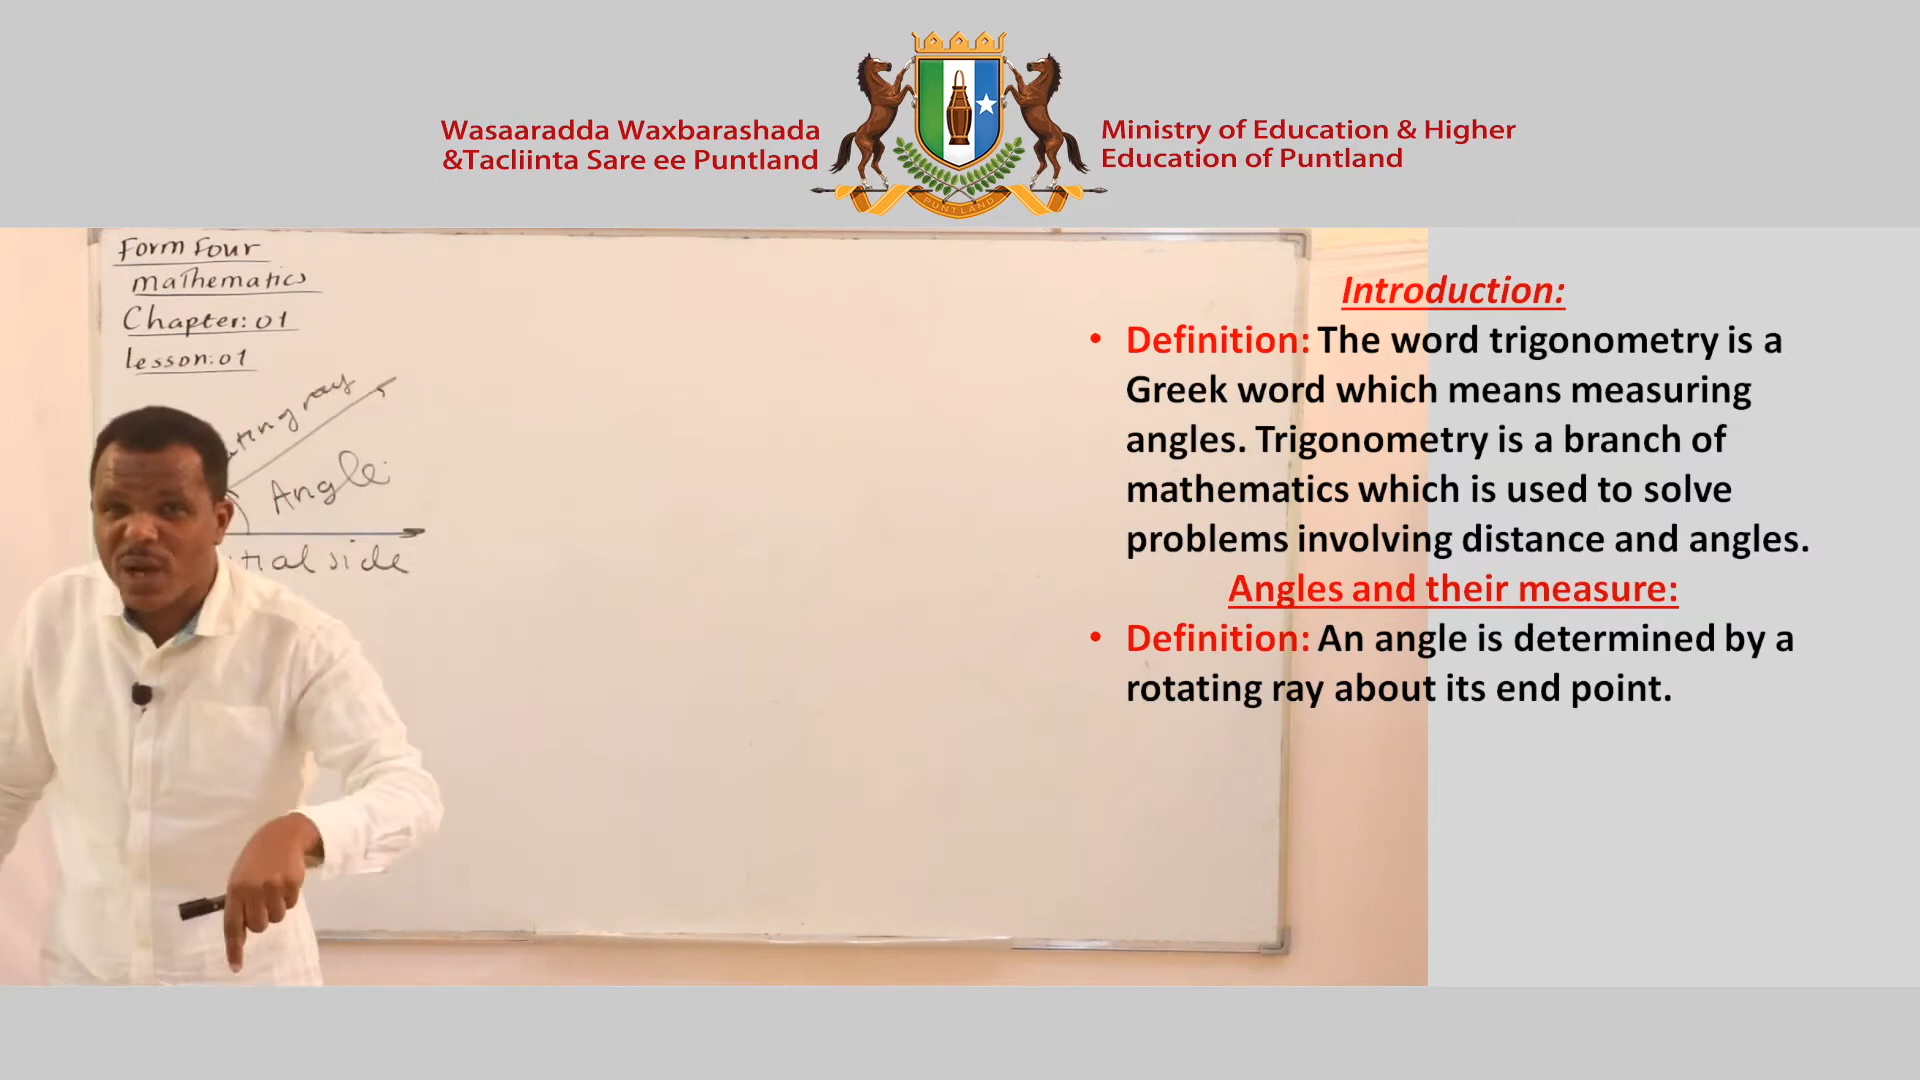 Wasaaradda Waxbarashada
&Tacliinta Sare ee Puntland
PUNTLAND
Ministry of Education & Higher
Education of Puntland
Form Four
mathematics
Chapter: 01
lesson: 01
ray
Angle
side
Introduction:
• Definition: The word trigonometry is a
Greek word which means measuring
angles. Trigonometry is a branch of
mathematics which is used to solve
problems involving distance and angles.
Angles and their measure:
• Definition: An angle is determined by a
rotating ray about its end point.